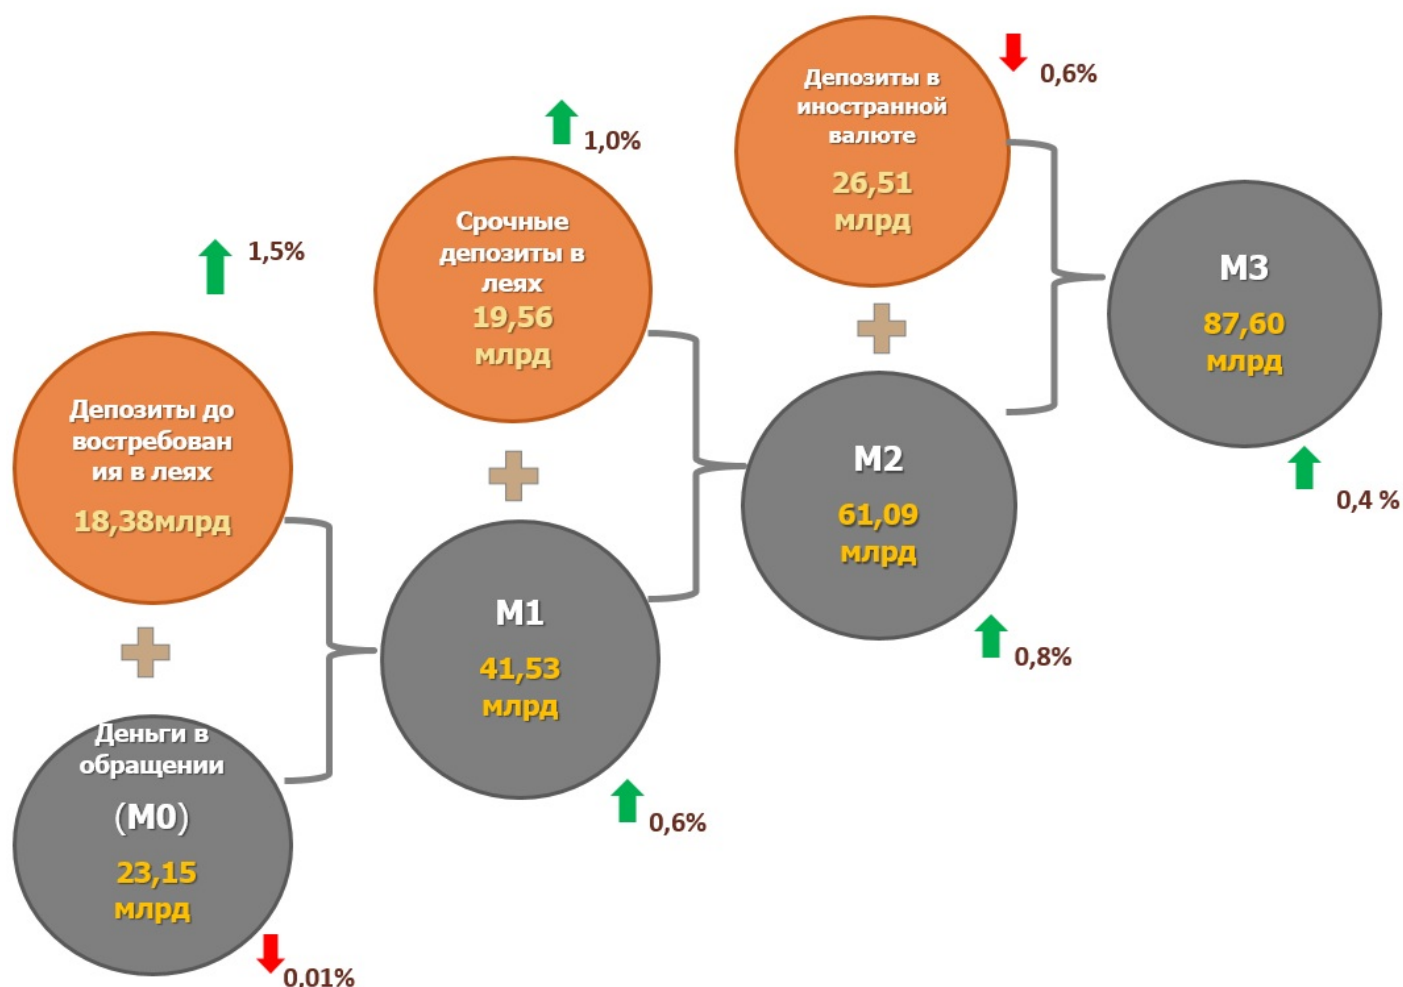 Депозиты до
востребован
ия в леях
18,38млрд
1,5%
Деньги в
обращении
(M0)
23,15
млрд
0,01%
Срочные
депозиты в
леях
19,56
млрд
1,0%
M1
41,53
млрд
0,6%
Депозиты в
иностранной
валюте
26,51
млрд
0,6%
M2
61,09
млрд
0,8%
M3
87,60
млрд
0,4 %